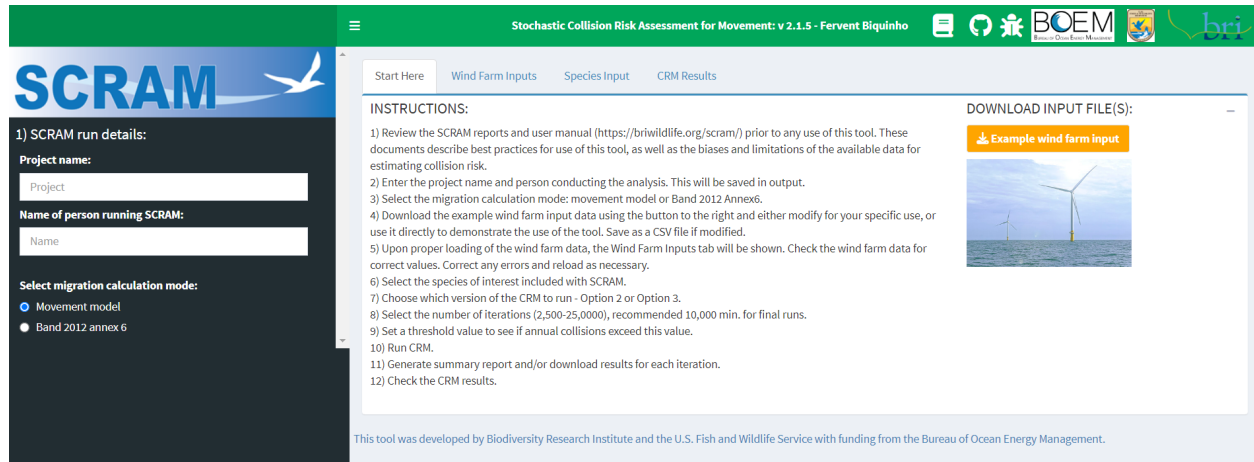 Stochastic Collision Risk Assessment for Movement: v 2.1.5 - Fervent Biquinho
BOEM
Bureau of Ocean Energy Management
bri
SCRAM
1) SCRAM run details:
Project name:
Project
Name of person running SCRAM:
Name
Select migration calculation mode:
Movement model
Band 2012 annex 6
Start Here
Wind Farm Inputs
Species Input
CRM Results
INSTRUCTIONS:
1) Review the SCRAM reports and user manual (https://briwildlife.org/scram/) prior to any use of this tool. These
documents describe best practices for use of this tool, as well as the biases and limitations of the available data for
estimating collision risk.
2) Enter the project name and person conducting the analysis. This will be saved in output.
3) Select the migration calculation mode: movement model or Band 2012 Annex6.
4) Download the example wind farm input data using the button to the right and either modify for your specific use, or
use it directly to demonstrate the use of the tool. Save as a CSV file if modified.
5) Upon proper loading of the wind farm data, the Wind Farm Inputs tab will be shown. Check the wind farm data for
correct values. Correct any errors and reload as necessary.
6) Select the species of interest included with SCRAM.
7) Choose which version of the CRM to run - Option 2 or Option 3.
8) Select the number of iterations (2,500-25,0000), recommended 10,000 min. for final runs.
9) Set a threshold value to see if annual collisions exceed this value.
10) Run CRM.
11) Generate summary report and/or download results for each iteration.
12) Check the CRM results.
DOWNLOAD INPUT FILE(S):
Example wind farm input
This tool was developed by Biodiversity Research Institute and the U.S. Fish and Wildlife Service with funding from the Bureau of Ocean Energy Management.